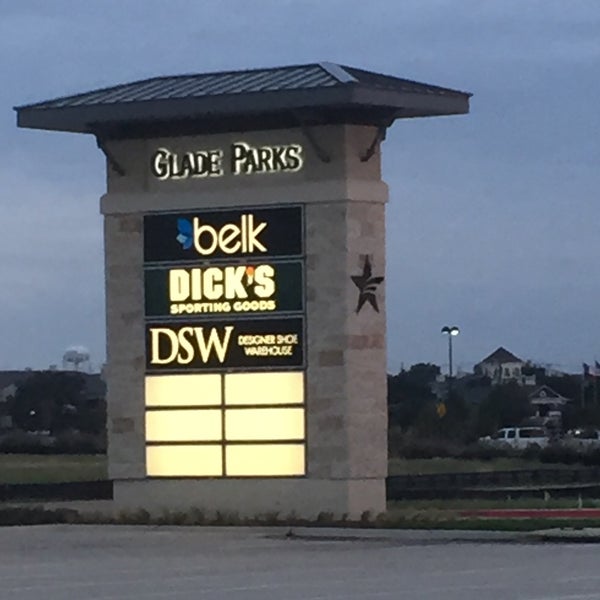 GLADE PARKS
belk
DICK'S
SPORTING GOODS
DSW
DESIGNER SHOE
WAREHOUSE